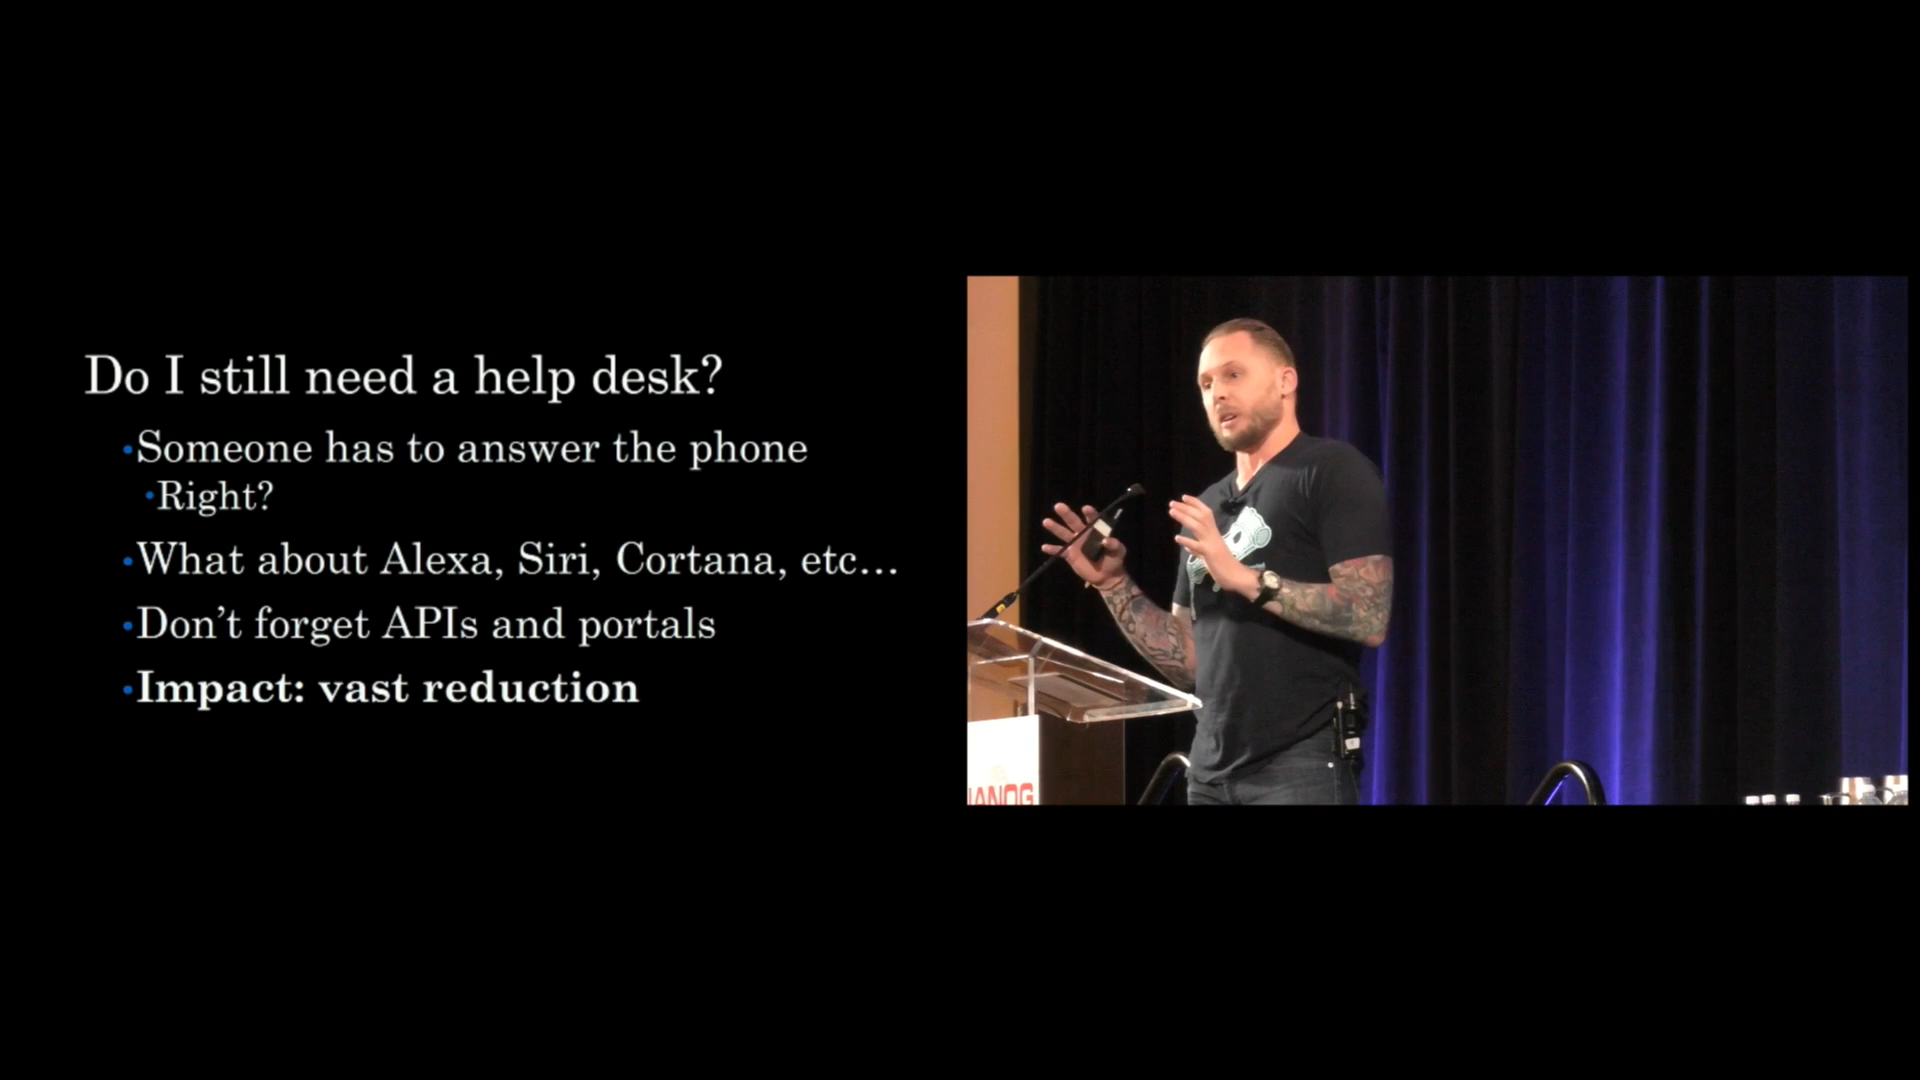 Do I still need a help desk?
•Someone has to answer the phone
•Right?
•What about Alexa, Siri, Cortana, etc…
•Don’t forget APIs and portals
•Impact: vast reduction
NANOG